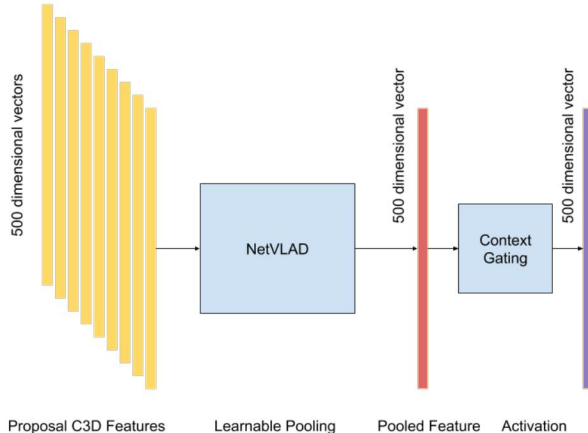 500 dimensional vectors
NetVLAD
500 dimensional vector
Context
Gating
500 dimensional vector
Proposal C3D Features
Learnable Pooling
Pooled Feature
Activation